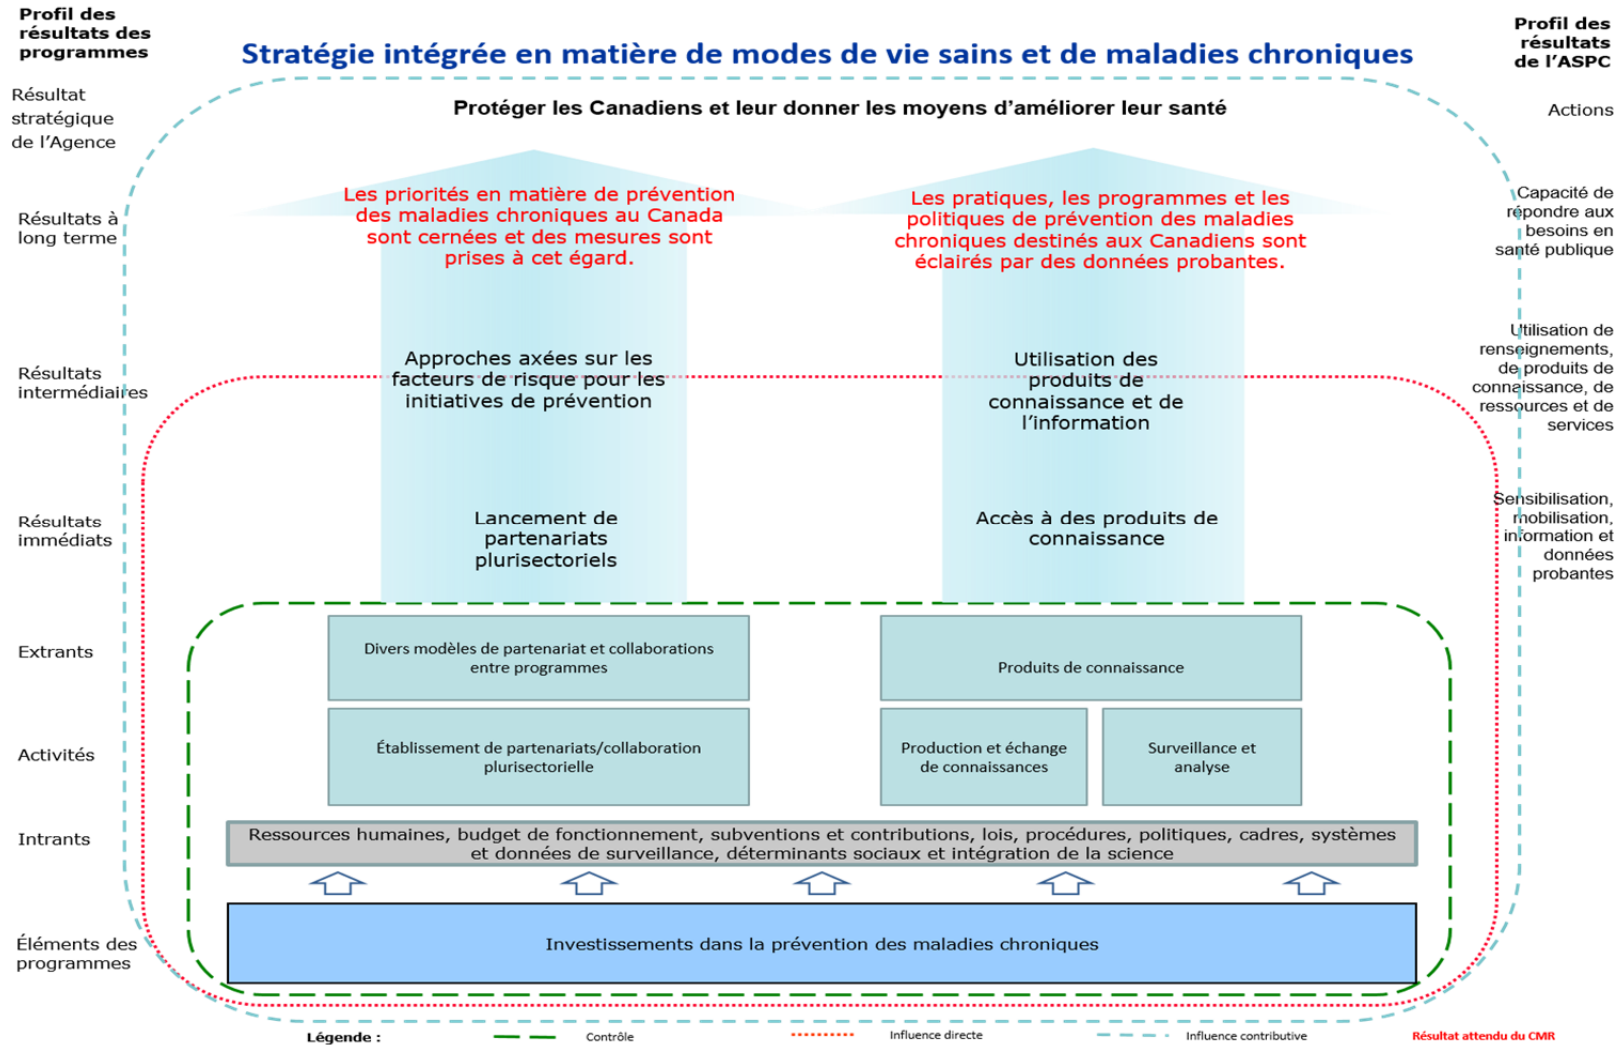 Profil des
résultats des
programmes
Stratégie intégrée en matière de modes de vie sains et de maladies chroniques
Profil des
résultats
de l'ASPC
Résultat
stratégique
de l'Agence
Protéger les Canadiens et leur donner les moyens d'améliorer leur santé
Actions
Résultats à
long terme
Les priorités en matière de prévention
des maladies chroniques au Canada
sont cernées et des mesures sont
prises à cet égard.
Les pratiques, les programmes et les
politiques de prévention des maladies
chroniques destinés aux Canadiens sont
éclairés par des données probantes.
Capacité de
répondre aux
besoins en
santé publique
Résultats
intermédiaires
Approches axées sur les
facteurs de risque pour les
initiatives de prévention
Utilisation des
produits de
connaissance et de
l'information
Utilisation de
renseignements,
de produits de
connaissance, de
ressources et de
services
Résultats
immédiats
Lancement de
partenariats
plurisectoriels
Accès à des produits de
connaissance
Sensibilisation,
mobilisation,
information et
données
probantes
Extrants
Divers modèles de partenariat et collaborations
entre programmes
Produits de connaissance
Activités
Établissement de partenariats/collaboration
plurisectorielle
Production et échange
de connaissances
Surveillance et
analyse
Intrants
Ressources humaines, budget de fonctionnement, subventions et contributions, lois, procédures, politiques, cadres, systèmes
et données de surveillance, déterminants sociaux et intégration de la science
Éléments des
programmes
Investissements dans la prévention des maladies chroniques
Légende :
Contrôle
Influence directe
Influence contributive
Résultat attendu du CMR